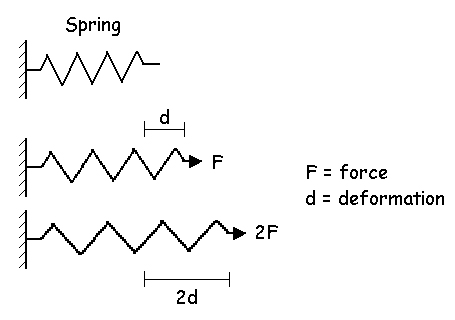 Spring
d
F
F = force
d = deformation
2F
2d